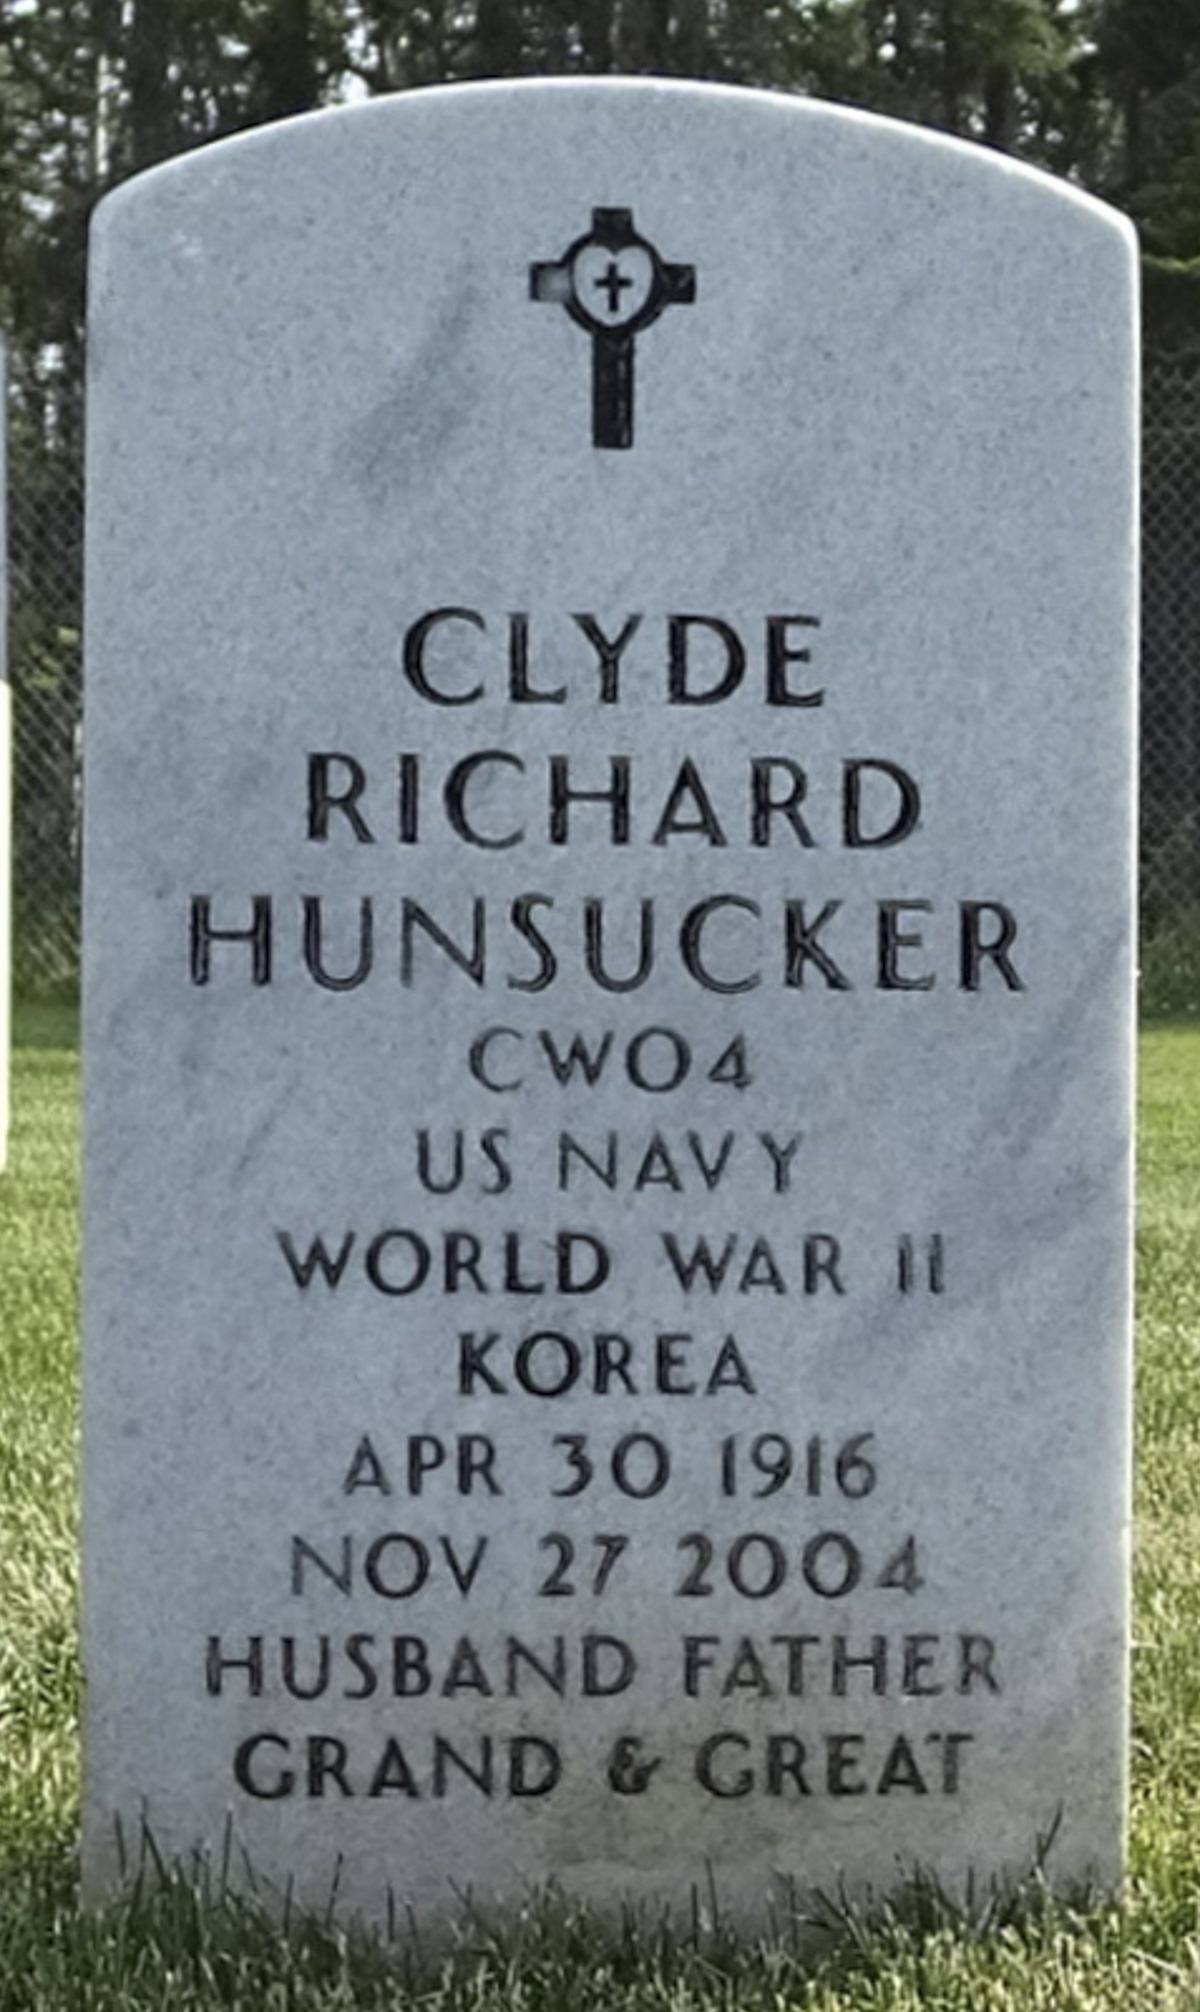 CLYDE
RICHARD
HUNSUCKER
CWO4
US NAVY
WORLD WAR II
KOREA
APR 30 1916
NOV 27 2004
HUSBAND FATHER
GRAND & GREAT